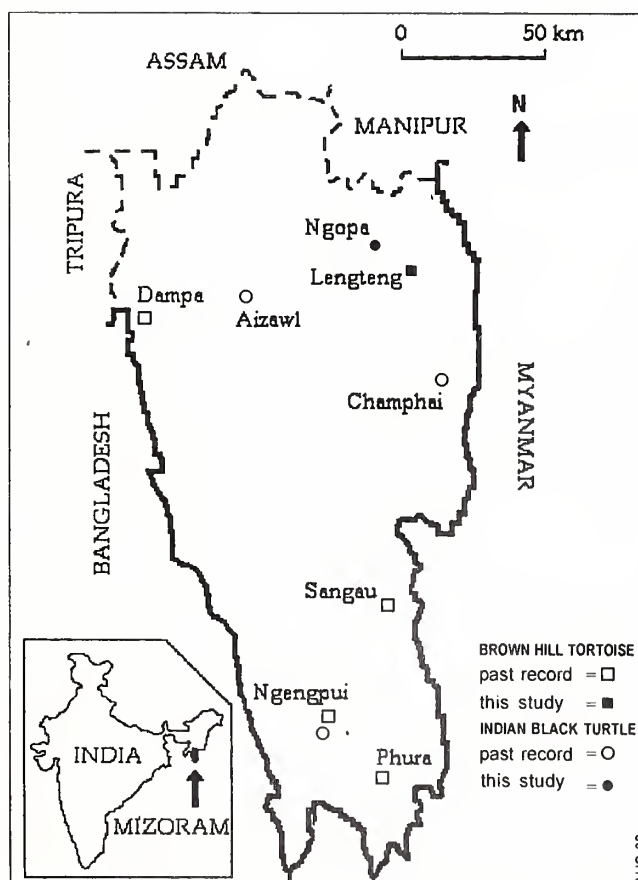 0 50 km
ASSAM
N
MANIPUR
TRIPURA
Ngopa
Lengteng
Dampa
Aizawl
Champhai
MYANMAR
BANGLADESH
Sangau
BROWN HILL TORTOISE
past record = □
this study = ■
INDIAN BLACK TURTLE
past record = ○
this study = ●
Ngengpui
Phura
INDIA
MIZORAM